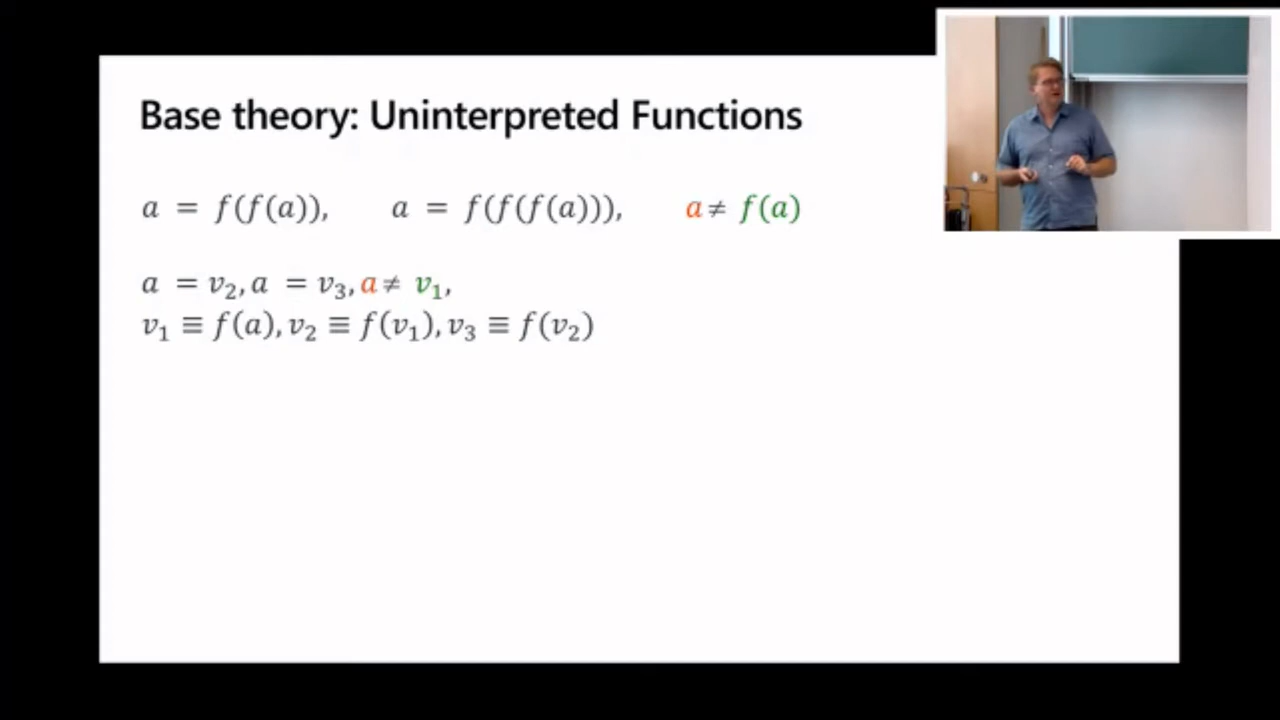 Base theory: Uninterpreted Functions
a = f(f(a)), a = f(f(f(a))), a ≠ f(a)
a = v₂, a = v₃, a ≠ v₁,
v₁ ≡ f(a), v₂ ≡ f(v₁), v₃ ≡ f(v₂)